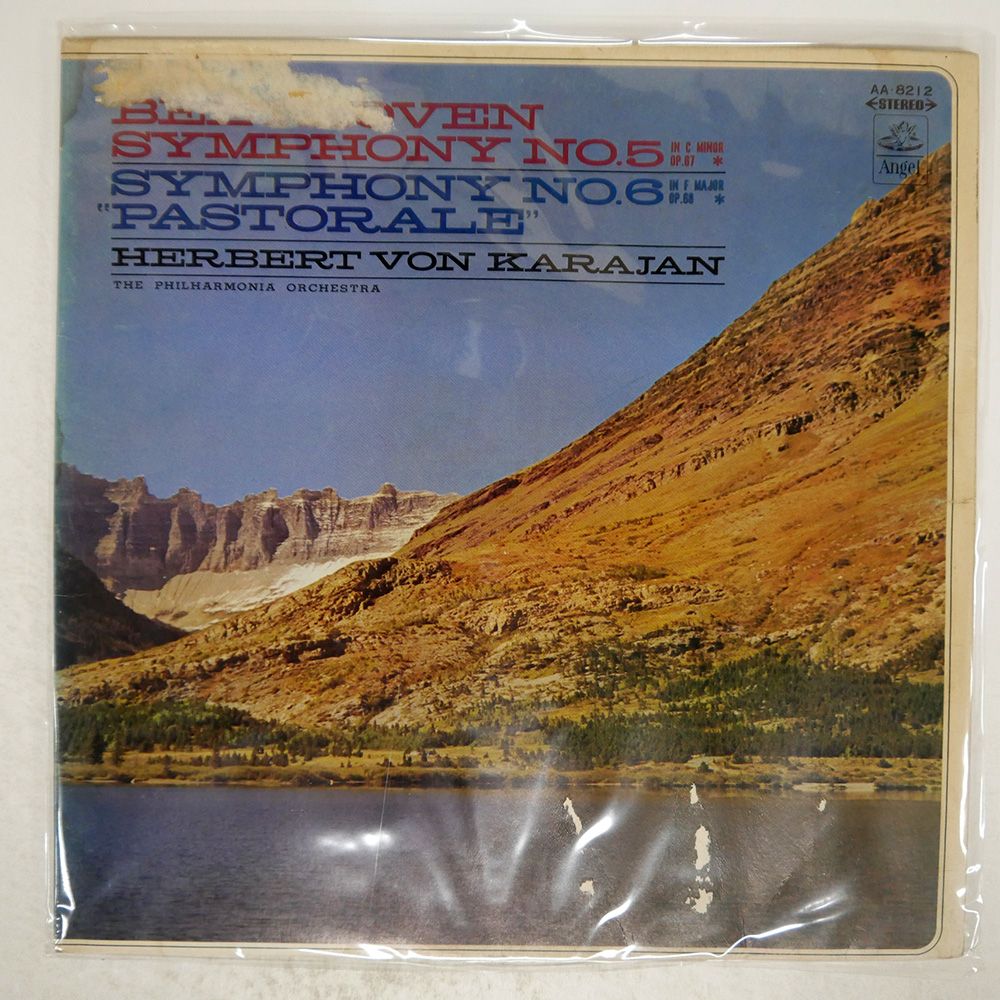 AA-8212
STEREO
Angel
SYMPHONY NO.5 IN C MINOR OP.67 *
SYMPHONY NO.6 IN F MAJOR OP.68 *
"PASTORALE"
HERBERT VON KARAJAN
THE PHILHARMONIA ORCHESTRA